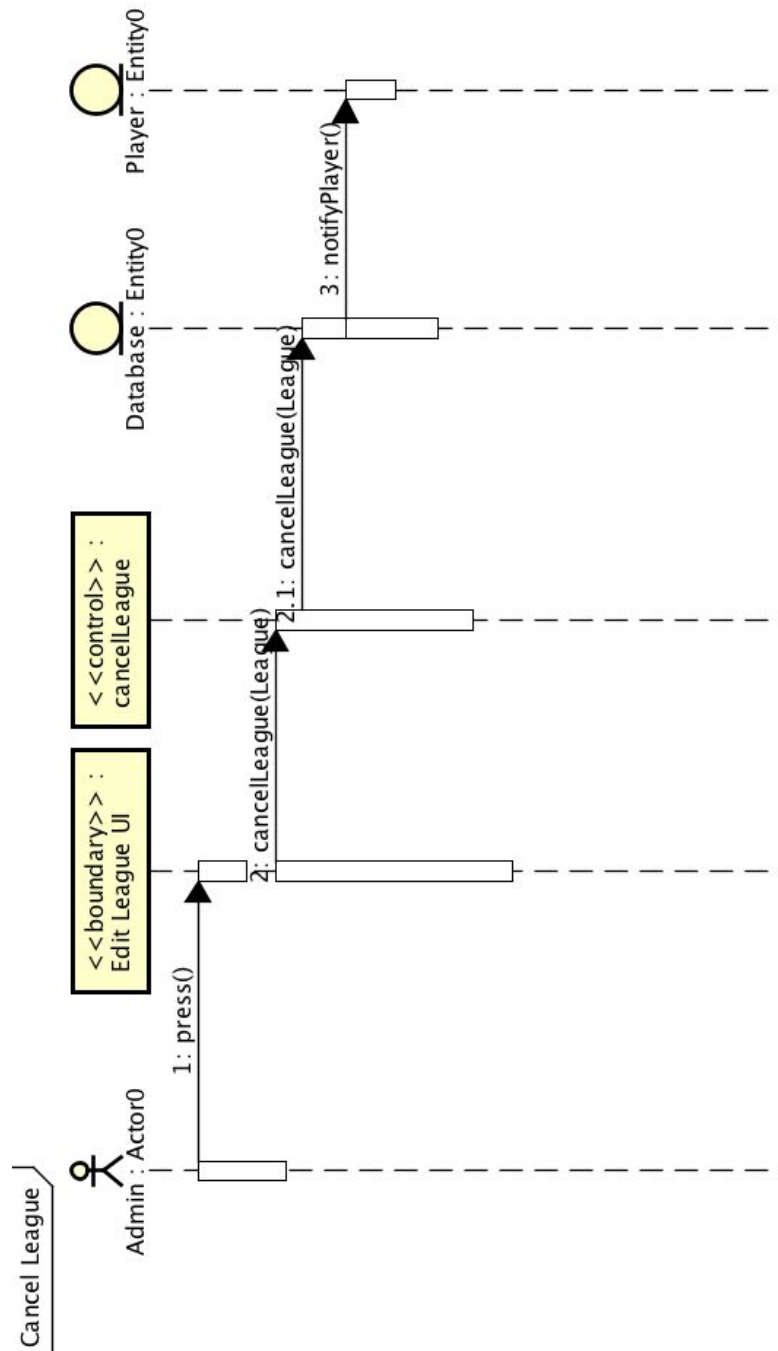 Cancel League
Admin : Actor0
<<boundary>> :
Edit League UI
<<control>> :
cancelLeague
Database : Entity0
Player : Entity0
1: press()
2: cancelLeague(League)
2.1: cancelLeague(League)
3: notifyPlayer()